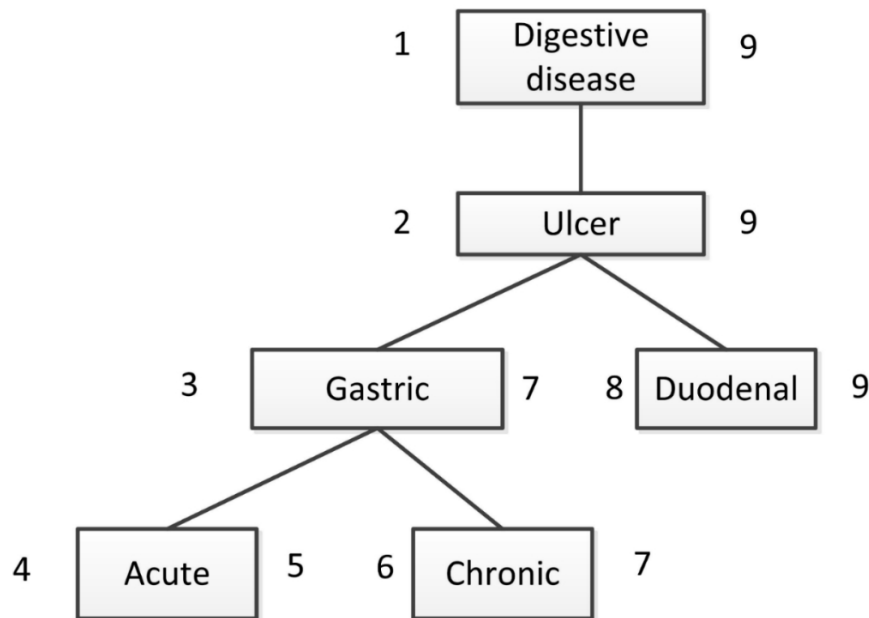 1 Digestive disease 9
2 Ulcer 9
3 Gastric 7 8 Duodenal 9
4 Acute 5 6 Chronic 7